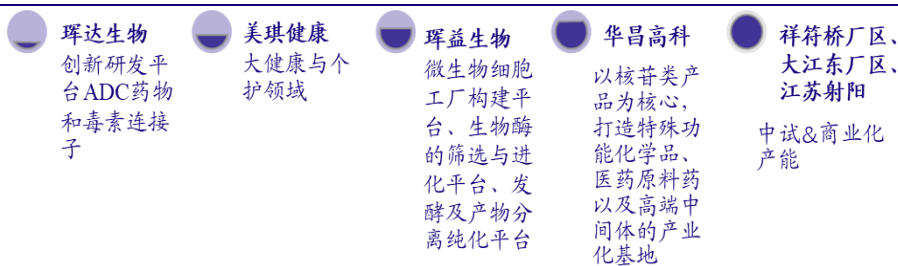 珲达生物
创新研发平
台ADC药物
和毒素连接
子
美琪健康
大健康与个
护领域
珲益生物
微生物细胞
工厂构建平
台、生物酶
的筛选与进
化平台、发
酵及产物分
离纯化平台
华昌高科
以核苷类产
品为核心，
打造特殊功
能化学品、
医药原料药
以及高端中
间体的产业
化基地
祥符桥厂区、
大江东厂区、
江苏射阳
中试&商业化
产能